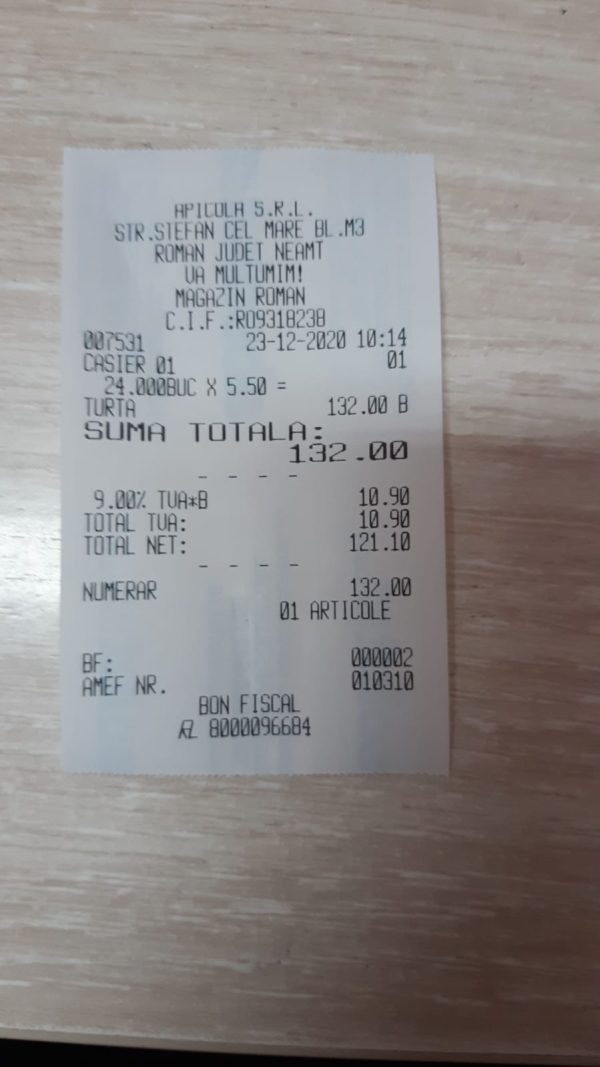 APICOLA S.R.L.
STR.STEFAN CEL MARE BL.M3
ROMAN JUDET NEAMT
VA MULTUMIM!
MAGAZIN ROMAN
C.I.F.:RO9318238
007531 23-12-2020 10:14
CASIER 01 01
24.000BUC X 5.50 =
TURTA 132.00 B
SUMA TOTALA:
132.00
- - - -
9.00% TVA*B 10.90
TOTAL TVA: 10.90
TOTAL NET: 121.10
- - - -
NUMERAR 132.00
01 ARTICOLE
BF: 000002
AMEF NR. 010310
BON FISCAL
8000096684